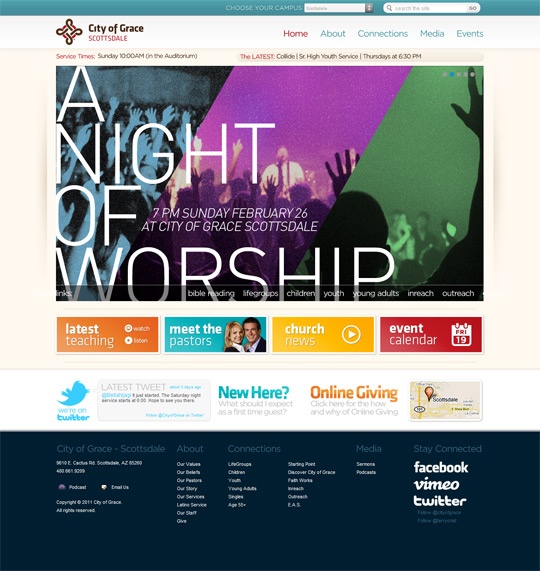 CHOOSE YOUR CAMPUS
Scottsdale
search the site
GO
City of Grace
SCOTTSDALE
Home About Connections Media Events
Service Times: Sunday 10:00AM (in the Auditorium)
The LATEST: Collide | Sr. High Youth Service | Thursdays at 6:30 PM
A
NIGHT
OF
WORSHIP
7 PM SUNDAY FEBRUARY 26
AT CITY OF GRACE SCOTTSDALE
links: bible reading lifegroups children youth young adults inreach outreach
latest
teaching
watch
listen
meet the
pastors
church
news
event
calendar
FRI
19
we're on
twitter
LATEST TWEET about 5 days ago
it just started. The Saturday night
service starts at 6:00. Hope to see you there.
Follow @CityofGrace on Twitter
New Here?
What should I expect
as a first time guest?
Online Giving
Click here for the how
and why of Online Giving
Scottsdale
City of Grace - Scottsdale
9610 E. Cactus Rd. Scottsdale, AZ 85260
480.661.9209
Podcast Email Us
Copyright © 2011 City of Grace.
All rights reserved.
About
Our Values
Our Beliefs
Our Pastors
Our Story
Our Services
Latino Service
Our Staff
Give
Connections
LifeGroups
Children
Youth
Young Adults
Singles
Age 55+
Starting Point
Discover City of Grace
Faith Works
Inreach
Outreach
E.A.S.
Media
Sermons
Podcasts
Stay Connected
facebook
vimeo
twitter
Follow @cityofgrace
Follow @terrycrist